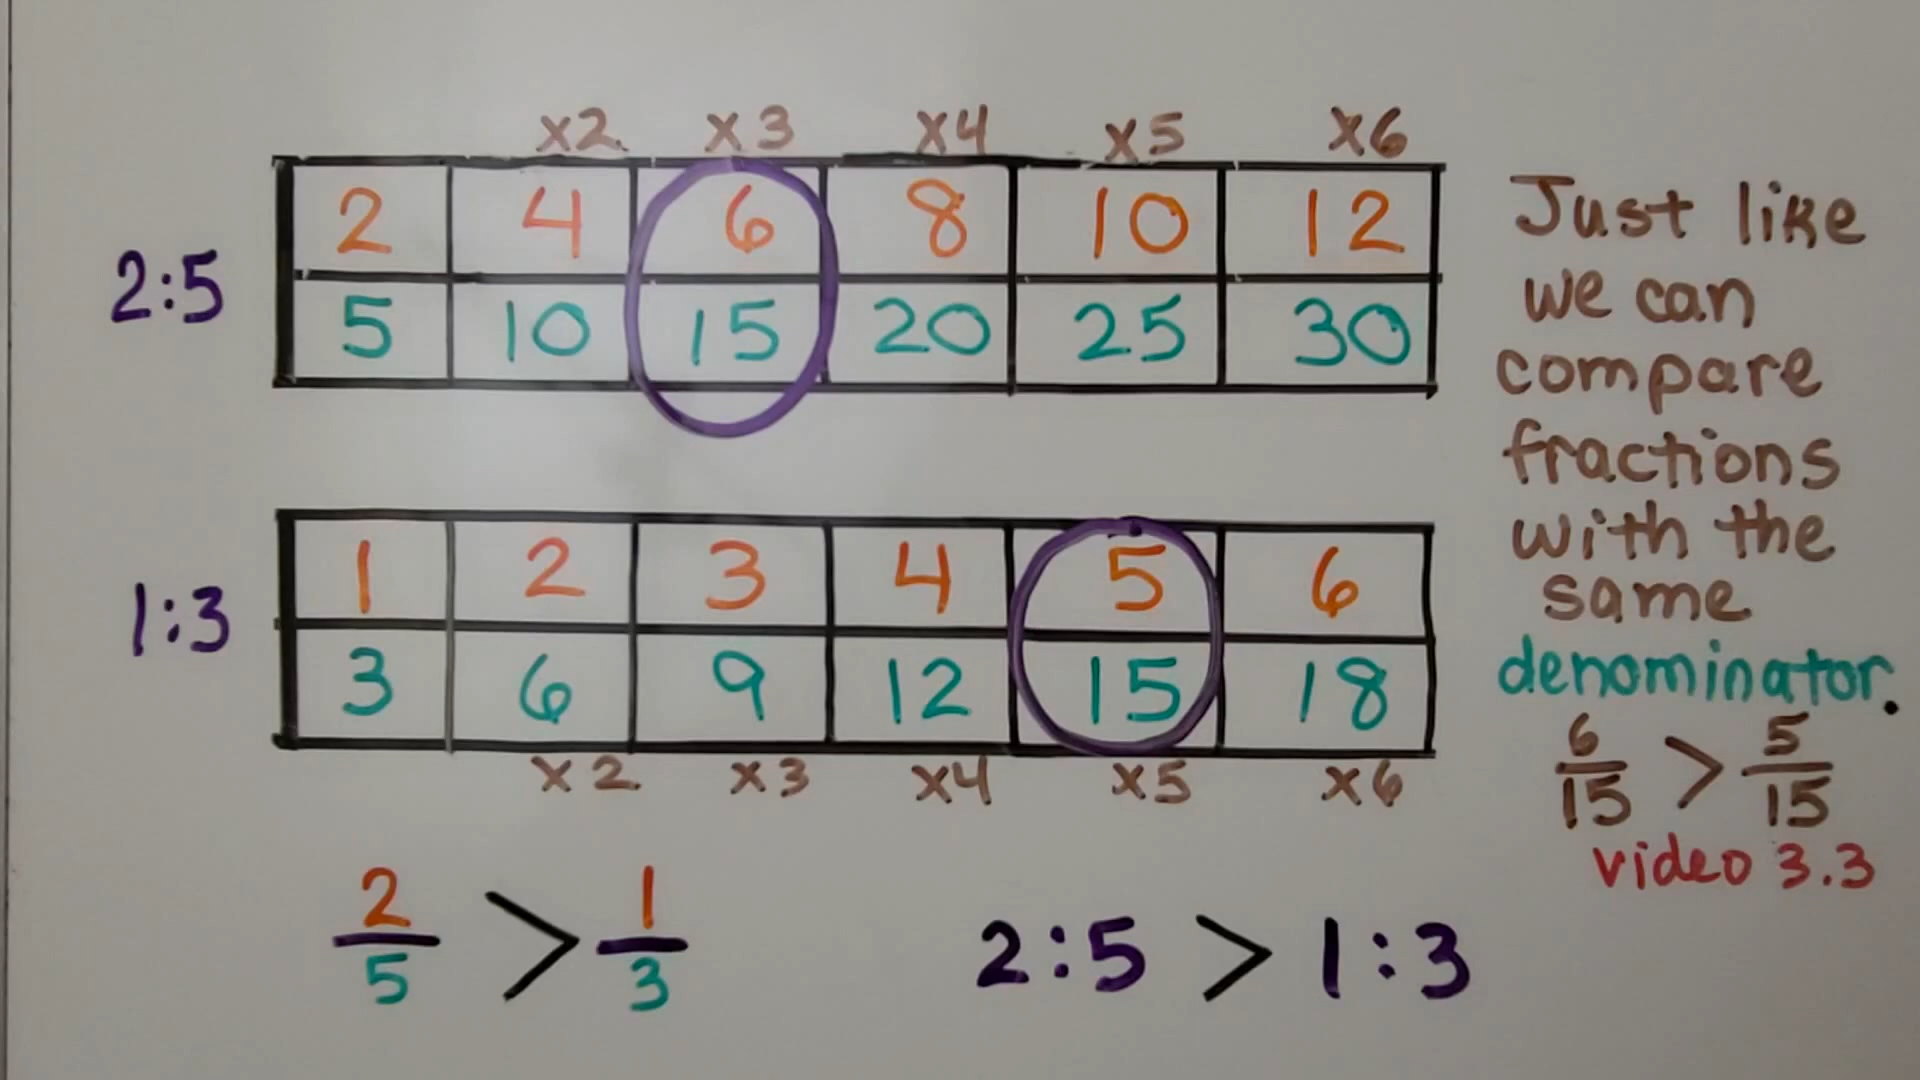 x2 x3 x4 x5 x6
2 4 6 8 10 12
2:5
5 10 15 20 25 30
1 2 3 4 5 6
1:3
3 6 9 12 15 18
x2 x3 x4 x5 x6
2/5 > 1/3
2:5 > 1:3
Just like
we can
compare
fractions
with the
same
denominator.
6/15 > 5/15
video 3.3